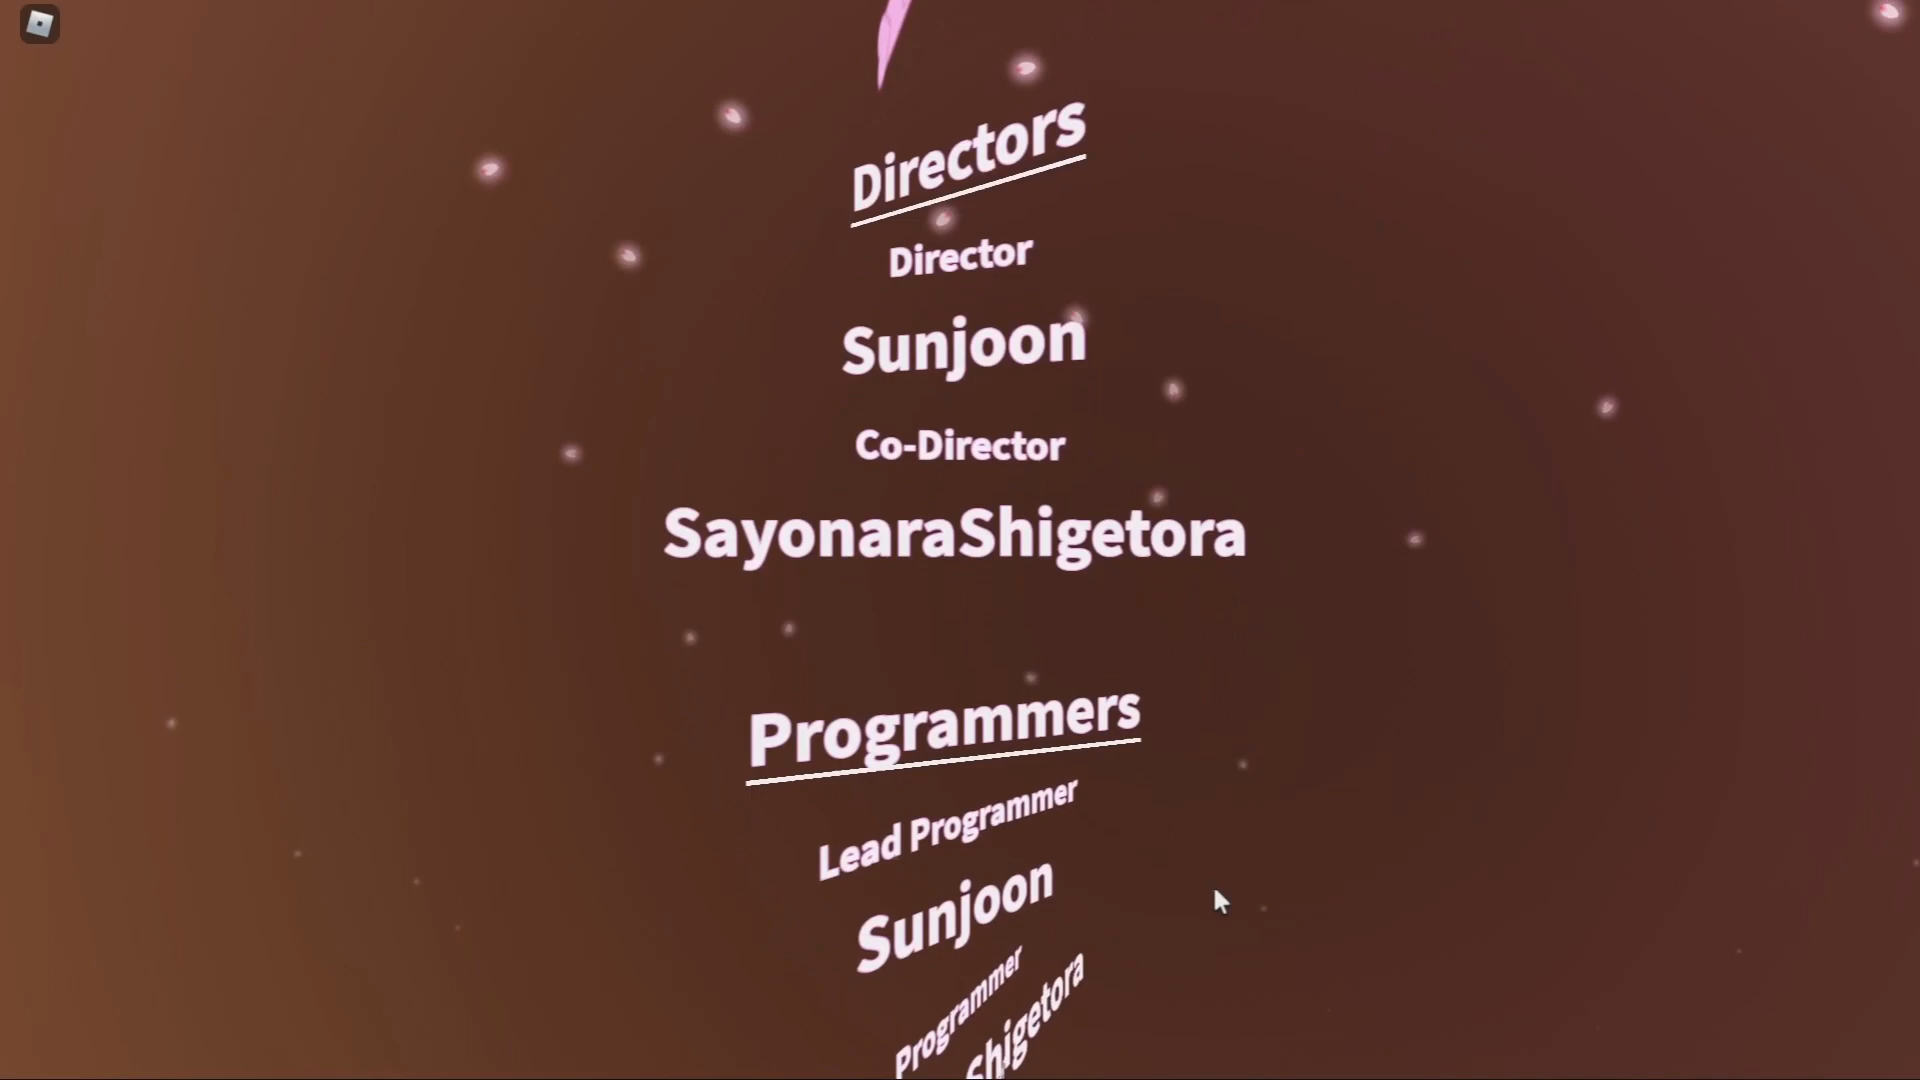 Directors
Director
Sunjoon
Co-Director
SayonaraShigetora
Programmers
Lead Programmer
Sunjoon
Programmer
Shigetora